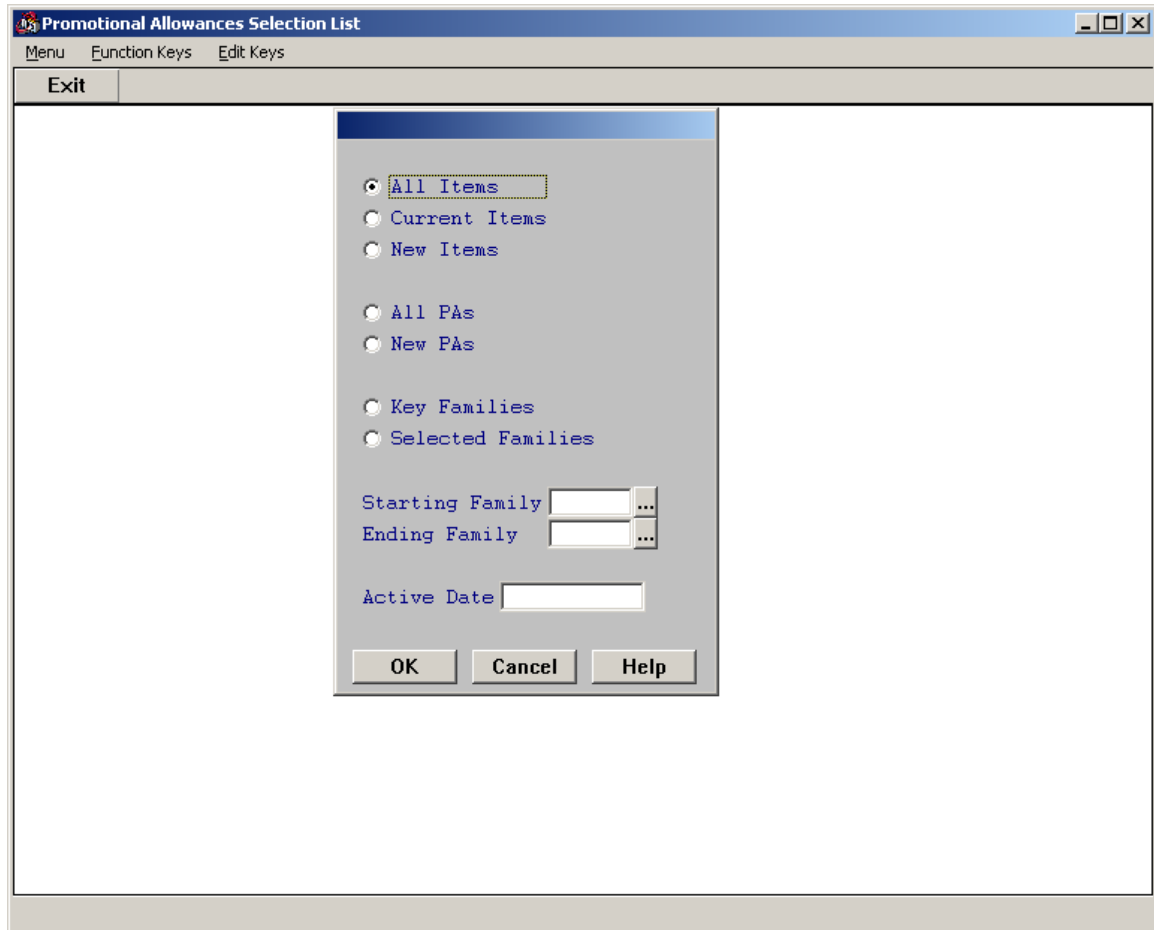 Promotional Allowances Selection List
Menu Function Keys Edit Keys
Exit
All Items
Current Items
New Items
All PAs
New PAs
Key Families
Selected Families
Starting Family ...
Ending Family ...
Active Date
OK Cancel Help